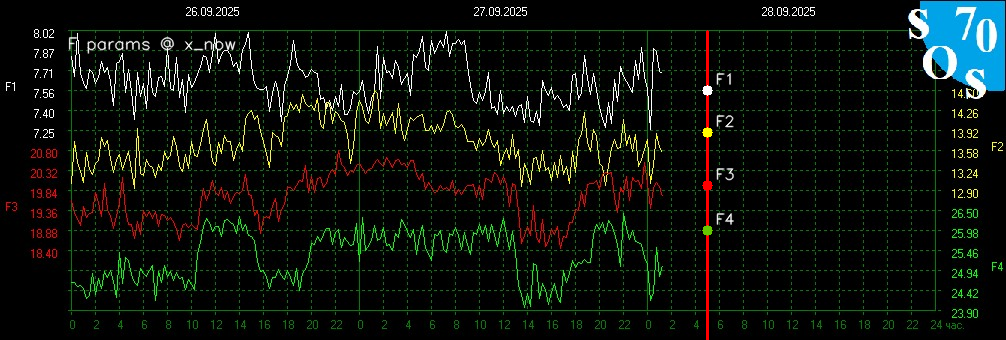 26.09.2025 27.09.2025 28.09.2025
F params @ x_now
S 70
O
S
F1
8.02
7.87
7.71
7.56
7.40
7.25
F3
20.80
20.32
19.84
19.36
18.88
18.40
F1
F2
F3
F4
14.26
13.92
13.58
13.24
12.90
F2
26.50
25.98
25.46
24.94
24.42
23.90
F4
0 2 4 6 8 10 12 14 16 18 20 22 0 2 4 6 8 10 12 14 16 18 20 22 0 2 4 6 8 10 12 14 16 18 20 22 24 час.